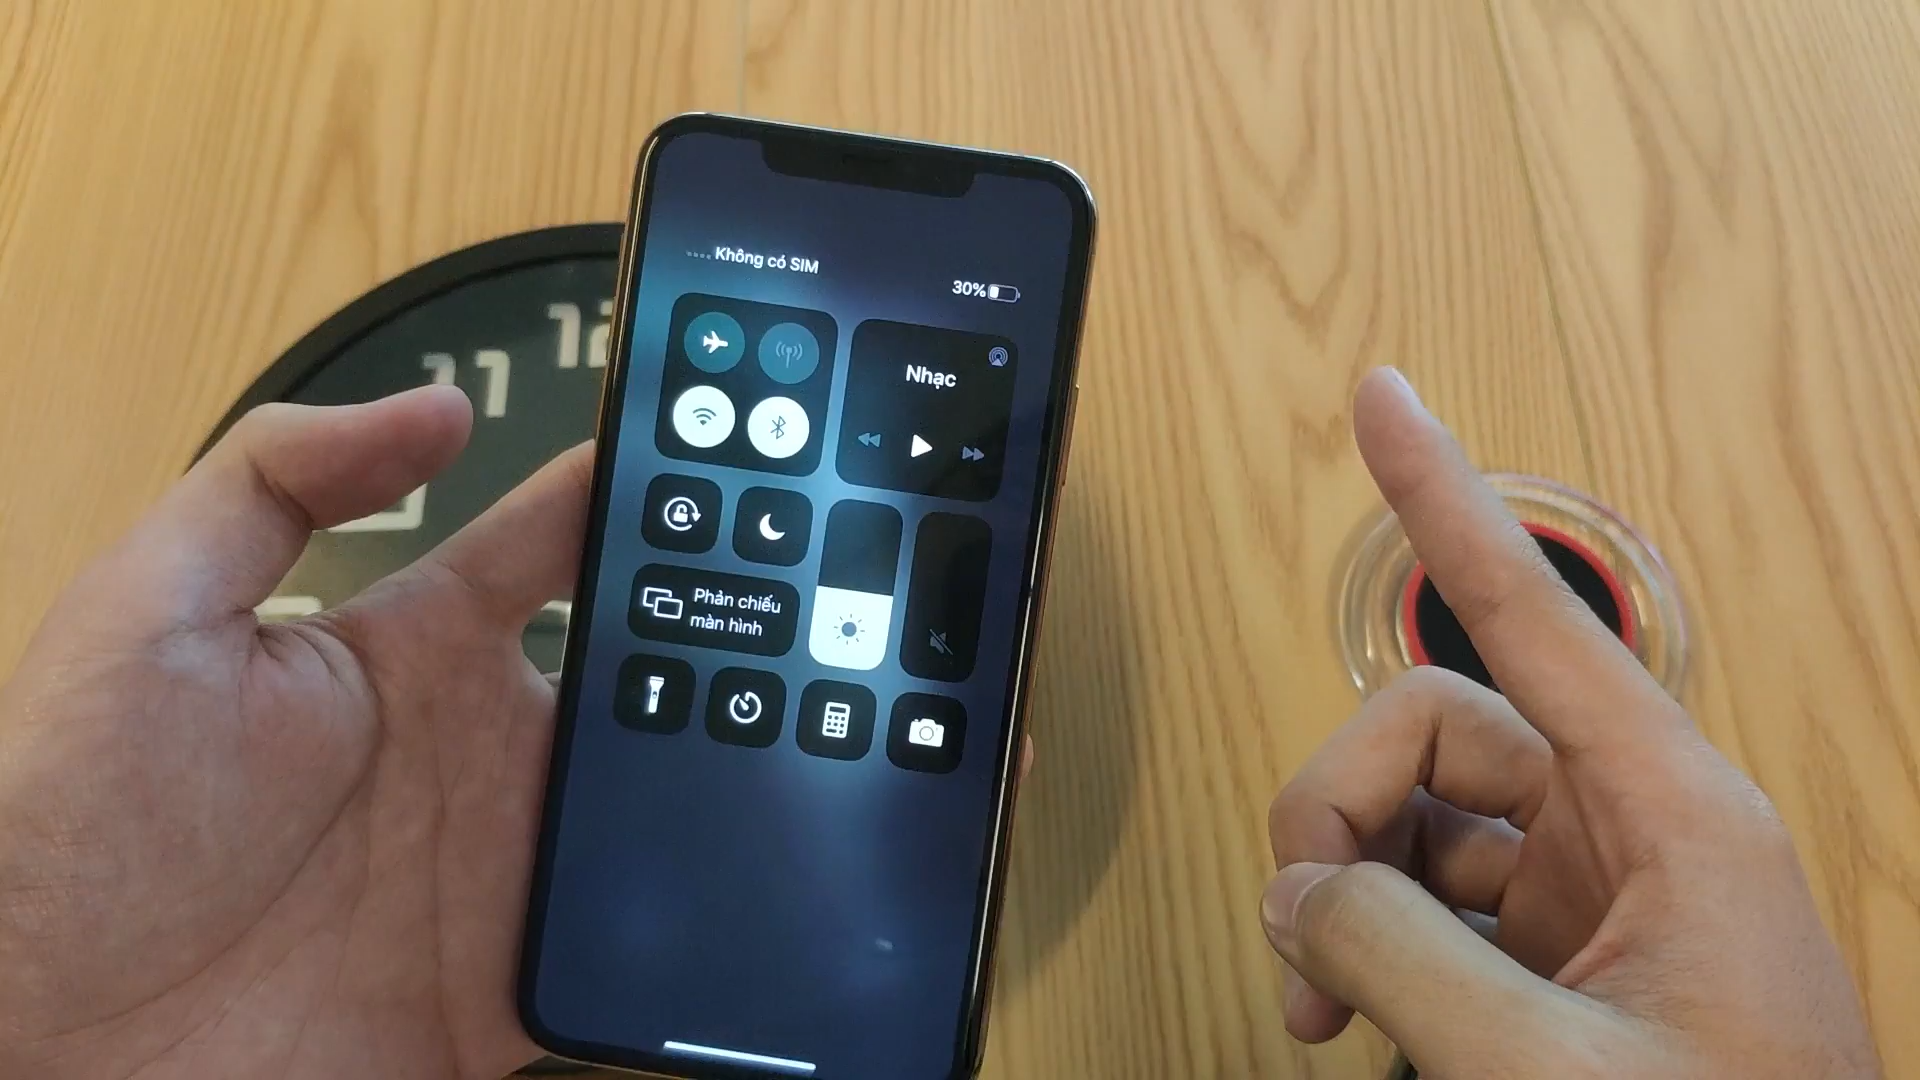 Không có SIM
30%
Nhạc
Phản chiếu
màn hình
12
11